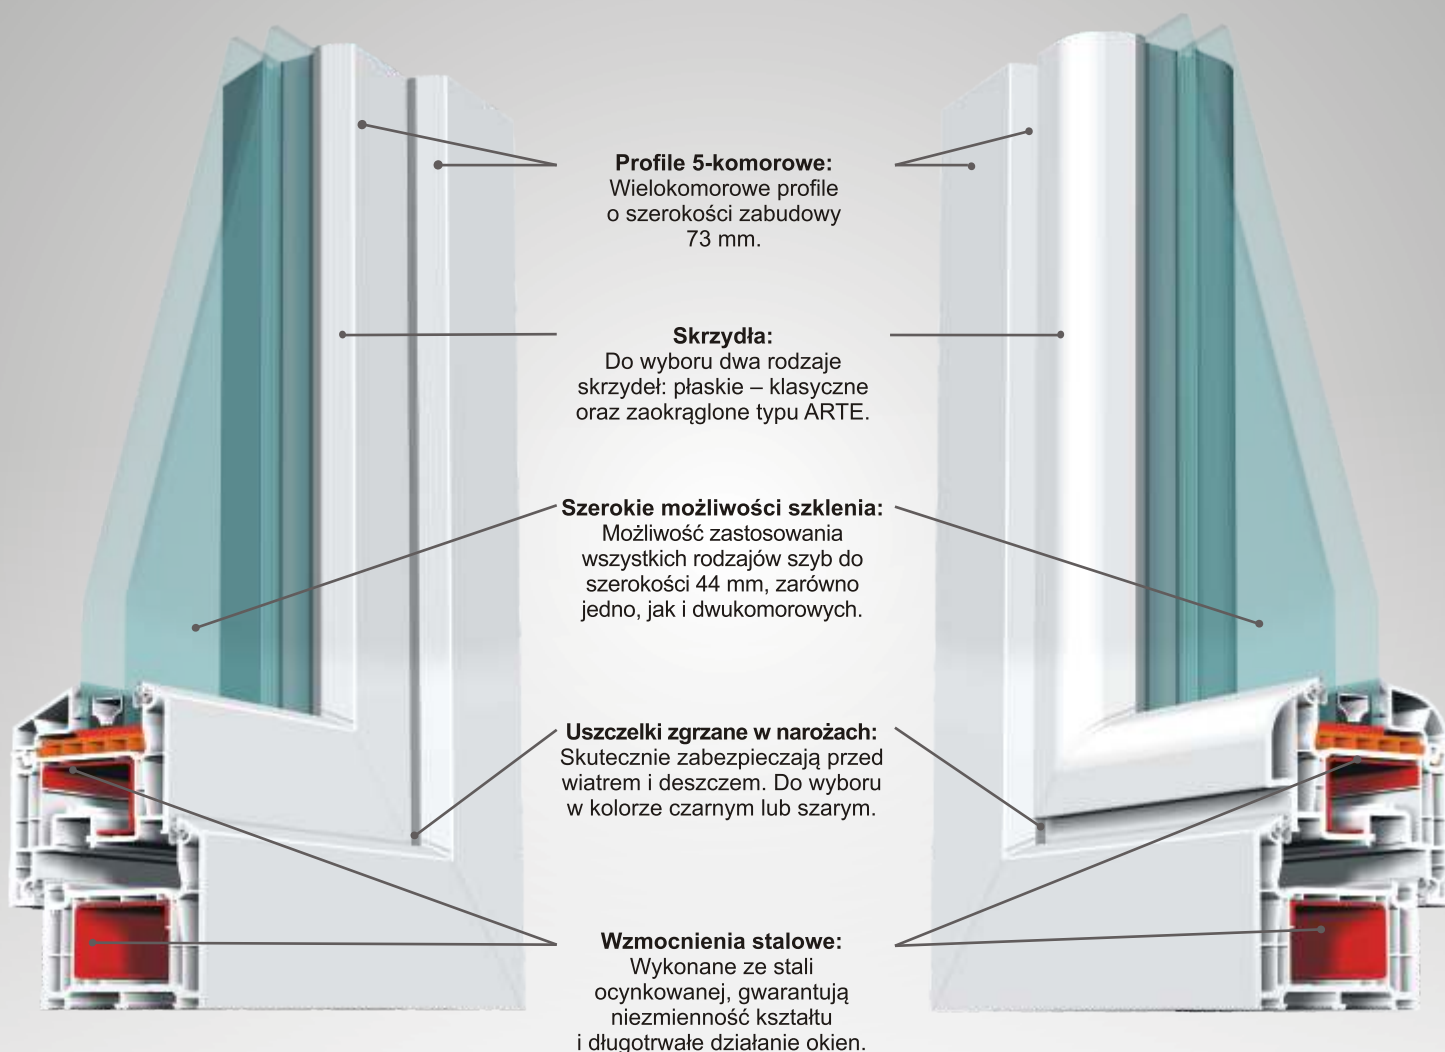 Profile 5-komorowe:
Wielokomorowe profile
o szerokości zabudowy
73 mm.
Skrzydła:
Do wyboru dwa rodzaje
skrzydeł: płaskie – klasyczne
oraz zaokrąglone typu ARTE.
Szerokie możliwości szklenia:
Możliwość zastosowania
wszystkich rodzajów szyb do
szerokości 44 mm, zarówno
jedno, jak i dwukomorowych.
Uszczelki zgrzane w narożach:
Skutecznie zabezpieczają przed
wiatrem i deszczem. Do wyboru
w kolorze czarnym lub szarym.
Wzmocnienia stalowe:
Wykonane ze stali
ocynkowanej, gwarantują
niezmienność kształtu
i długotrwałe działanie okien.